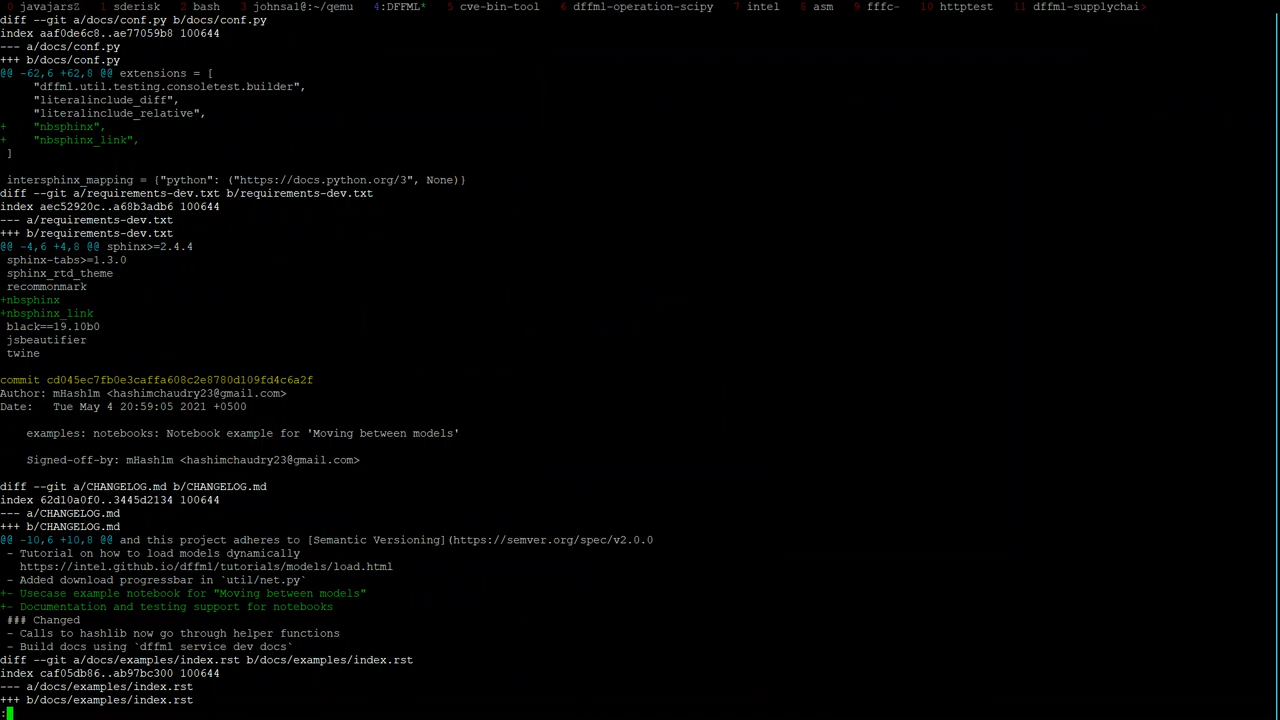 0 javajarsZ 1 sderisk 2 bash 3 johnsa1@:~/qemu 4:DFFML* 5 cve-bin-tool 6 dffml-operation-scipy 7 intel 8 asm 9 fffc- 10 httptest 11 dffml-supplychai>
diff --git a/docs/conf.py b/docs/conf.py
index aaf0de6c8..ae77059b8 100644
--- a/docs/conf.py
+++ b/docs/conf.py
@@ -62,6 +62,8 @@ extensions = [
     "dffml.util.testing.consoletest.builder",
     "literalinclude_diff",
     "literalinclude_relative",
+    "nbsphinx",
+    "nbsphinx_link",
 ]
 intersphinx_mapping = {"python": ("https://docs.python.org/3", None)}
diff --git a/requirements-dev.txt b/requirements-dev.txt
index aec52920c..a68b3adb6 100644
--- a/requirements-dev.txt
+++ b/requirements-dev.txt
@@ -4,6 +4,8 @@ sphinx>=2.4.4
 sphinx-tabs>=1.3.0
 sphinx_rtd_theme
 recommonmark
+nbsphinx
+nbsphinx_link
 black==19.10b0
 jsbeautifier
 twine
commit cd045ec7fb0e3caffa608c2e8780d109fd4c6a2f
Author: mHash1m <hashimchaudry23@gmail.com>
Date:   Tue May 4 20:59:05 2021 +0500
    examples: notebooks: Notebook example for 'Moving between models'
    Signed-off-by: mHash1m <hashimchaudry23@gmail.com>
diff --git a/CHANGELOG.md b/CHANGELOG.md
index 62d10a0f0..3445d2134 100644
--- a/CHANGELOG.md
+++ b/CHANGELOG.md
@@ -10,6 +10,8 @@ and this project adheres to [Semantic Versioning](https://semver.org/spec/v2.0.0
 - Tutorial on how to load models dynamically
   https://intel.github.io/dffml/tutorials/models/load.html
 - Added download progressbar in `util/net.py`
+- Usecase example notebook for "Moving between models"
+- Documentation and testing support for notebooks
 ### Changed
 - Calls to hashlib now go through helper functions
 - Build docs using `dffml service dev docs`
diff --git a/docs/examples/index.rst b/docs/examples/index.rst
index caf05db86..ab97bc300 100644
--- a/docs/examples/index.rst
+++ b/docs/examples/index.rst
: